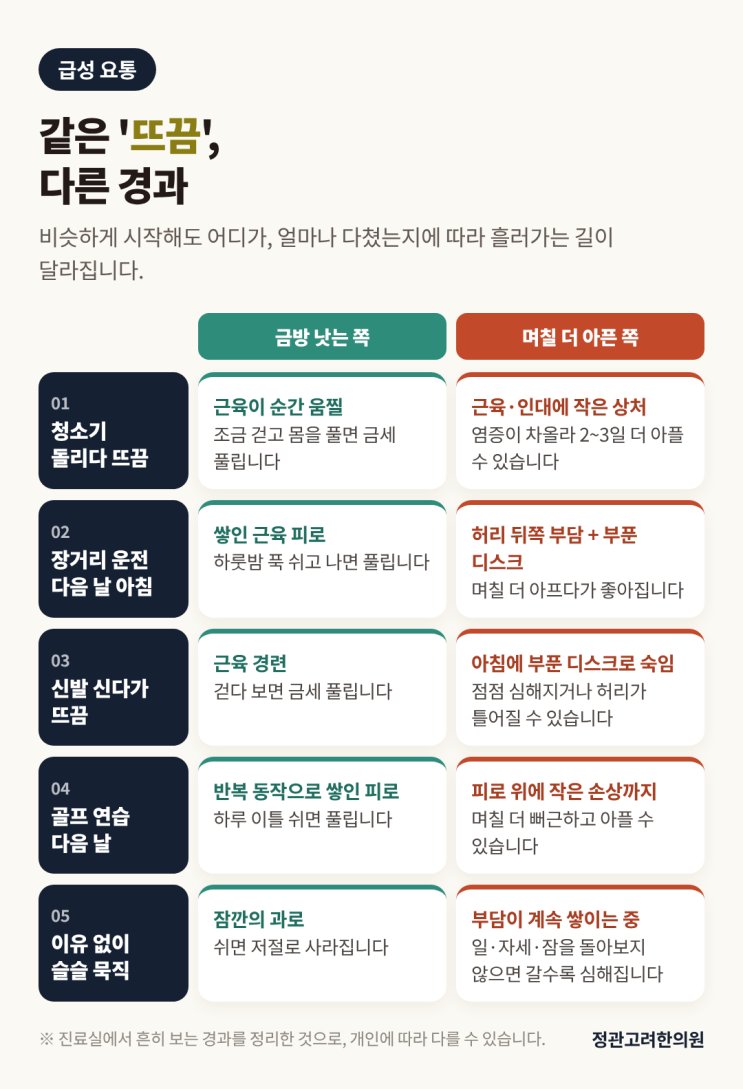 급성 요통
같은 '뜨끔',
다른 경과
비슷하게 시작해도 어디가, 얼마나 다쳤는지에 따라 흘러가는 길이
달라집니다.
금방 낫는 쪽
며칠 더 아픈 쪽
01
청소기
돌리다 뜨끔
근육이 순간 움찔
조금 걷고 몸을 풀면 금세
풀립니다
근육·인대에 작은 상처
염증이 차올라 2~3일 더 아플
수 있습니다
02
장거리 운전
다음 날 아침
쌓인 근육 피로
하룻밤 푹 쉬고 나면 풀립니다
허리 뒤쪽 부담 + 부푼
디스크
며칠 더 아프다가 좋아집니다
03
신발 신다가
뜨끔
근육 경련
걷다 보면 금세 풀립니다
아침에 부푼 디스크로 숙임
점점 심해지거나 허리가
틀어질 수 있습니다
04
골프 연습
다음 날
반복 동작으로 쌓인 피로
하루 이틀 쉬면 풀립니다
피로 위에 작은 손상까지
며칠 더 뻐근하고 아플 수
있습니다
05
이유 없이
슬슬 묵직
잠깐의 과로
쉬면 저절로 사라집니다
부담이 계속 쌓이는 중
일·자세·잠을 돌아보지
않으면 갈수록 심해집니다
※ 진료실에서 흔히 보는 경과를 정리한 것으로, 개인에 따라 다를 수 있습니다.
정관고려한의원